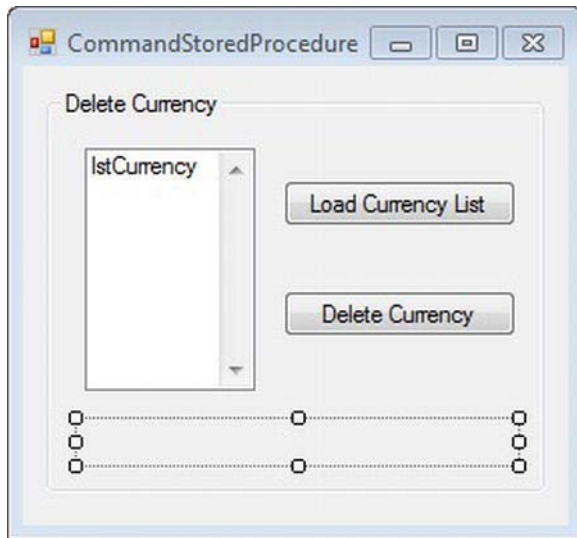 CommandStoredProcedure
Delete Currency
lstCurrency
Load Currency List
Delete Currency